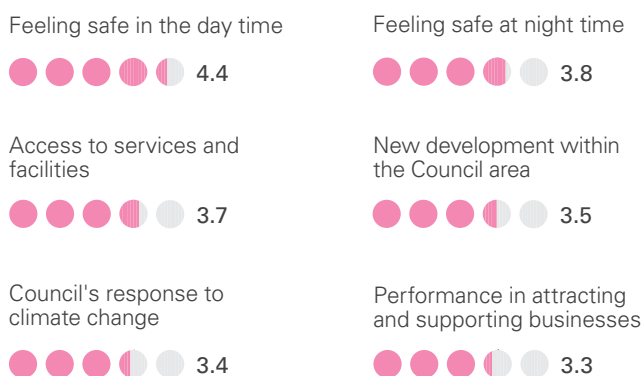 Feeling safe in the day time
4.4
Feeling safe at night time
3.8
Access to services and
facilities
3.7
New development within
the Council area
3.5
Council's response to
climate change
3.4
Performance in attracting
and supporting businesses
3.3